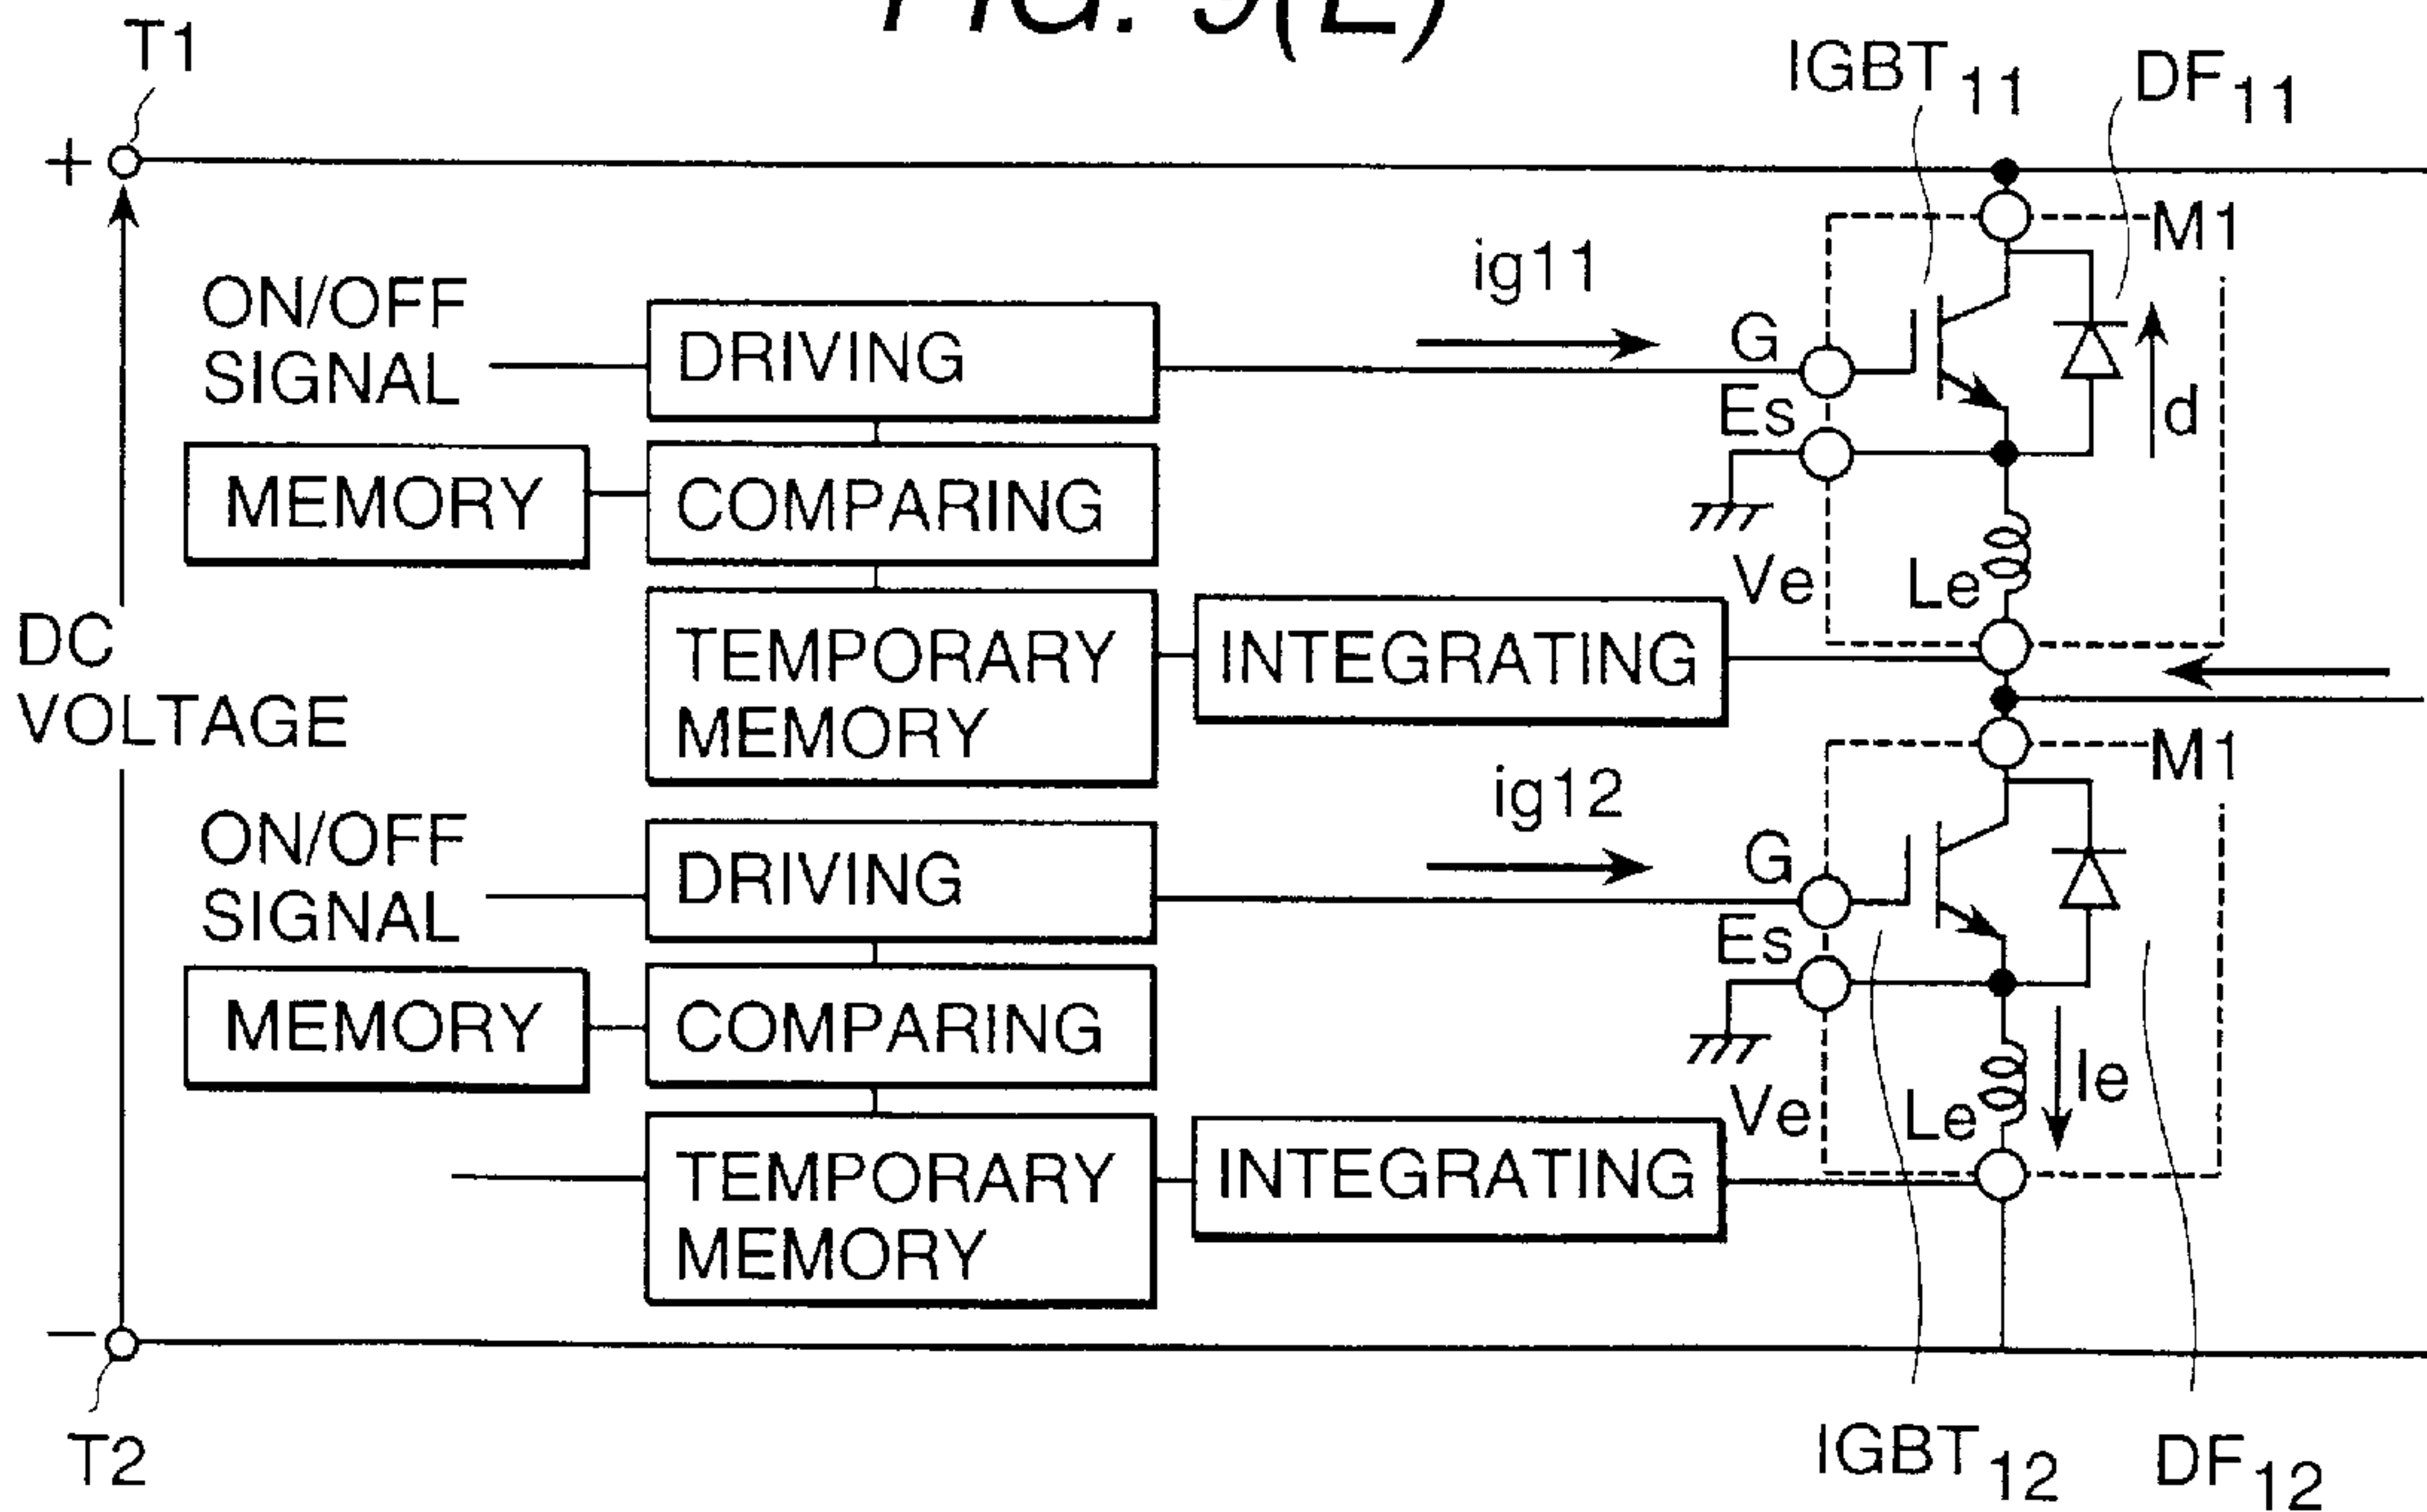 T1
IGBT11
DF11
+
M1
ig11
ON/OFF
SIGNAL
DRIVING
G
Es
d
MEMORY
COMPARING
Ve
Le
TEMPORARY
MEMORY
INTEGRATING
DC
VOLTAGE
M1
ig12
ON/OFF
SIGNAL
DRIVING
G
Es
MEMORY
COMPARING
Ve
Le
Ie
TEMPORARY
MEMORY
INTEGRATING
−
T2
IGBT12
DF12